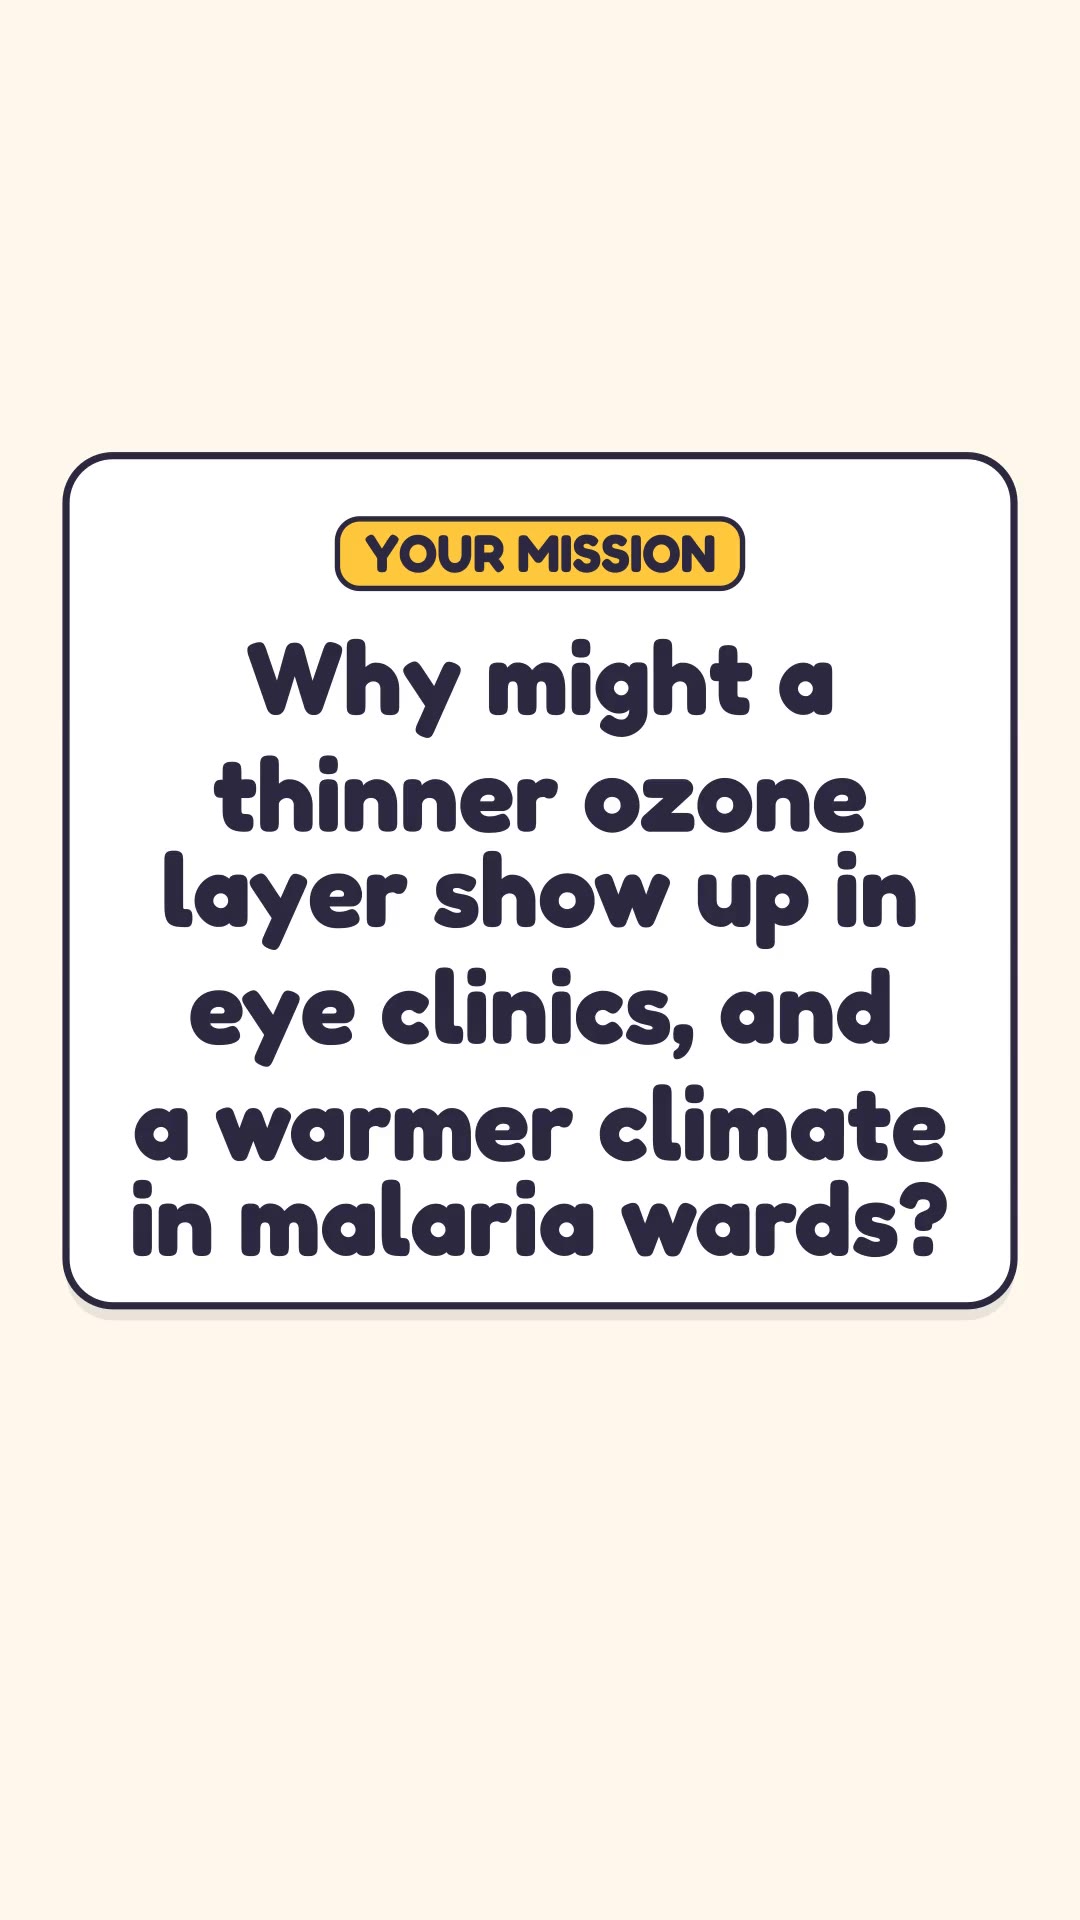 YOUR MISSION
Why might a
thinner ozone
layer show up in
eye clinics, and
a warmer climate
in malaria wards?